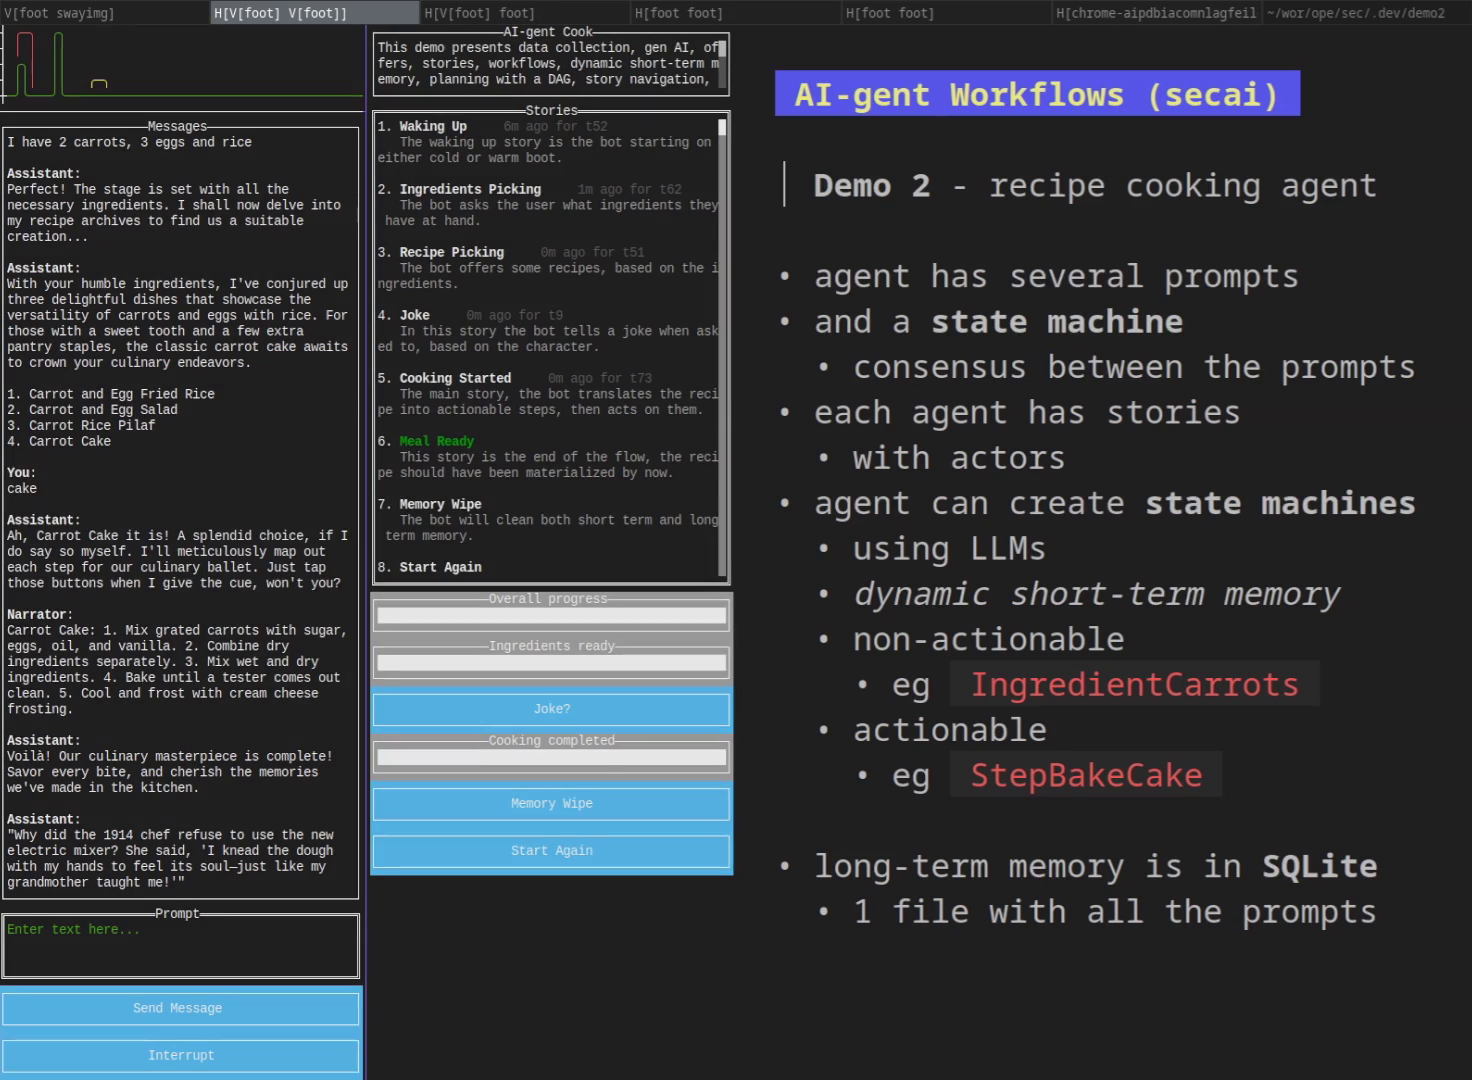 V[foot swayimg]
H[V[foot] V[foot]]
H[V[foot] foot]
H[foot foot]
H[foot foot]
H[chrome-aipdbiacomnlagfeil
~/wor/ope/sec/.dev/demo2
Messages
I have 2 carrots, 3 eggs and rice
Assistant:
Perfect! The stage is set with all the
necessary ingredients. I shall now delve into
my recipe archives to find us a suitable
creation...
Assistant:
With your humble ingredients, I've conjured up
three delightful dishes that showcase the
versatility of carrots and eggs with rice. For
those with a sweet tooth and a few extra
pantry staples, the classic carrot cake awaits
to crown your culinary endeavors.
1. Carrot and Egg Fried Rice
2. Carrot and Egg Salad
3. Carrot Rice Pilaf
4. Carrot Cake
You:
cake
Assistant:
Ah, Carrot Cake it is! A splendid choice, if I
do say so myself. I'll meticulously map out
each step for our culinary ballet. Just tap
those buttons when I give the cue, won't you?
Narrator:
Carrot Cake: 1. Mix grated carrots with sugar,
eggs, oil, and vanilla. 2. Combine dry
ingredients separately. 3. Mix wet and dry
ingredients. 4. Bake until a tester comes out
clean. 5. Cool and frost with cream cheese
frosting.
Assistant:
Voilà! Our culinary masterpiece is complete!
Savor every bite, and cherish the memories
we've made in the kitchen.
Assistant:
"Why did the 1914 chef refuse to use the new
electric mixer? She said, 'I knead the dough
with my hands to feel its soul—just like my
grandmother taught me!'"
Prompt
Enter text here...
Send Message
Interrupt
AI-gent Cook
This demo presents data collection, gen AI, of
fers, stories, workflows, dynamic short-term m
emory, planning with a DAG, story navigation,
Stories
1. Waking Up 6m ago for t52
The waking up story is the bot starting on
either cold or warm boot.
2. Ingredients Picking 1m ago for t62
The bot asks the user what ingredients they
have at hand.
3. Recipe Picking 0m ago for t51
The bot offers some recipes, based on the i
ngredients.
4. Joke 0m ago for t9
In this story the bot tells a joke when ask
ed to, based on the character.
5. Cooking Started 0m ago for t73
The main story, the bot translates the reci
pe into actionable steps, then acts on them.
6. Meal Ready
This story is the end of the flow, the reci
pe should have been materialized by now.
7. Memory Wipe
The bot will clean both short term and long
term memory.
8. Start Again
Overall progress
Ingredients ready
Joke?
Cooking completed
Memory Wipe
Start Again
AI-gent Workflows (secai)
Demo 2 - recipe cooking agent
• agent has several prompts
• and a state machine
• consensus between the prompts
• each agent has stories
• with actors
• agent can create state machines
• using LLMs
• dynamic short-term memory
• non-actionable
• eg IngredientCarrots
• actionable
• eg StepBakeCake
• long-term memory is in SQLite
• 1 file with all the prompts